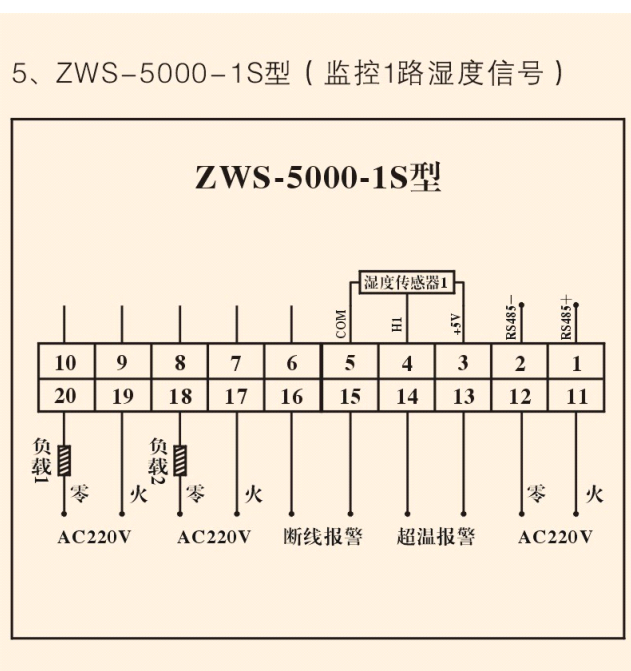 5、ZWS-5000-1S型（监控1路湿度信号）
ZWS-5000-1S型
湿度传感器1
COM
H1
+5V
RS485-
RS485+
10 9 8 7 6 5 4 3 2 1
20 19 18 17 16 15 14 13 12 11
负载1
零
火
负载2
零
火
零
火
AC220V
AC220V
断线报警
超温报警
AC220V